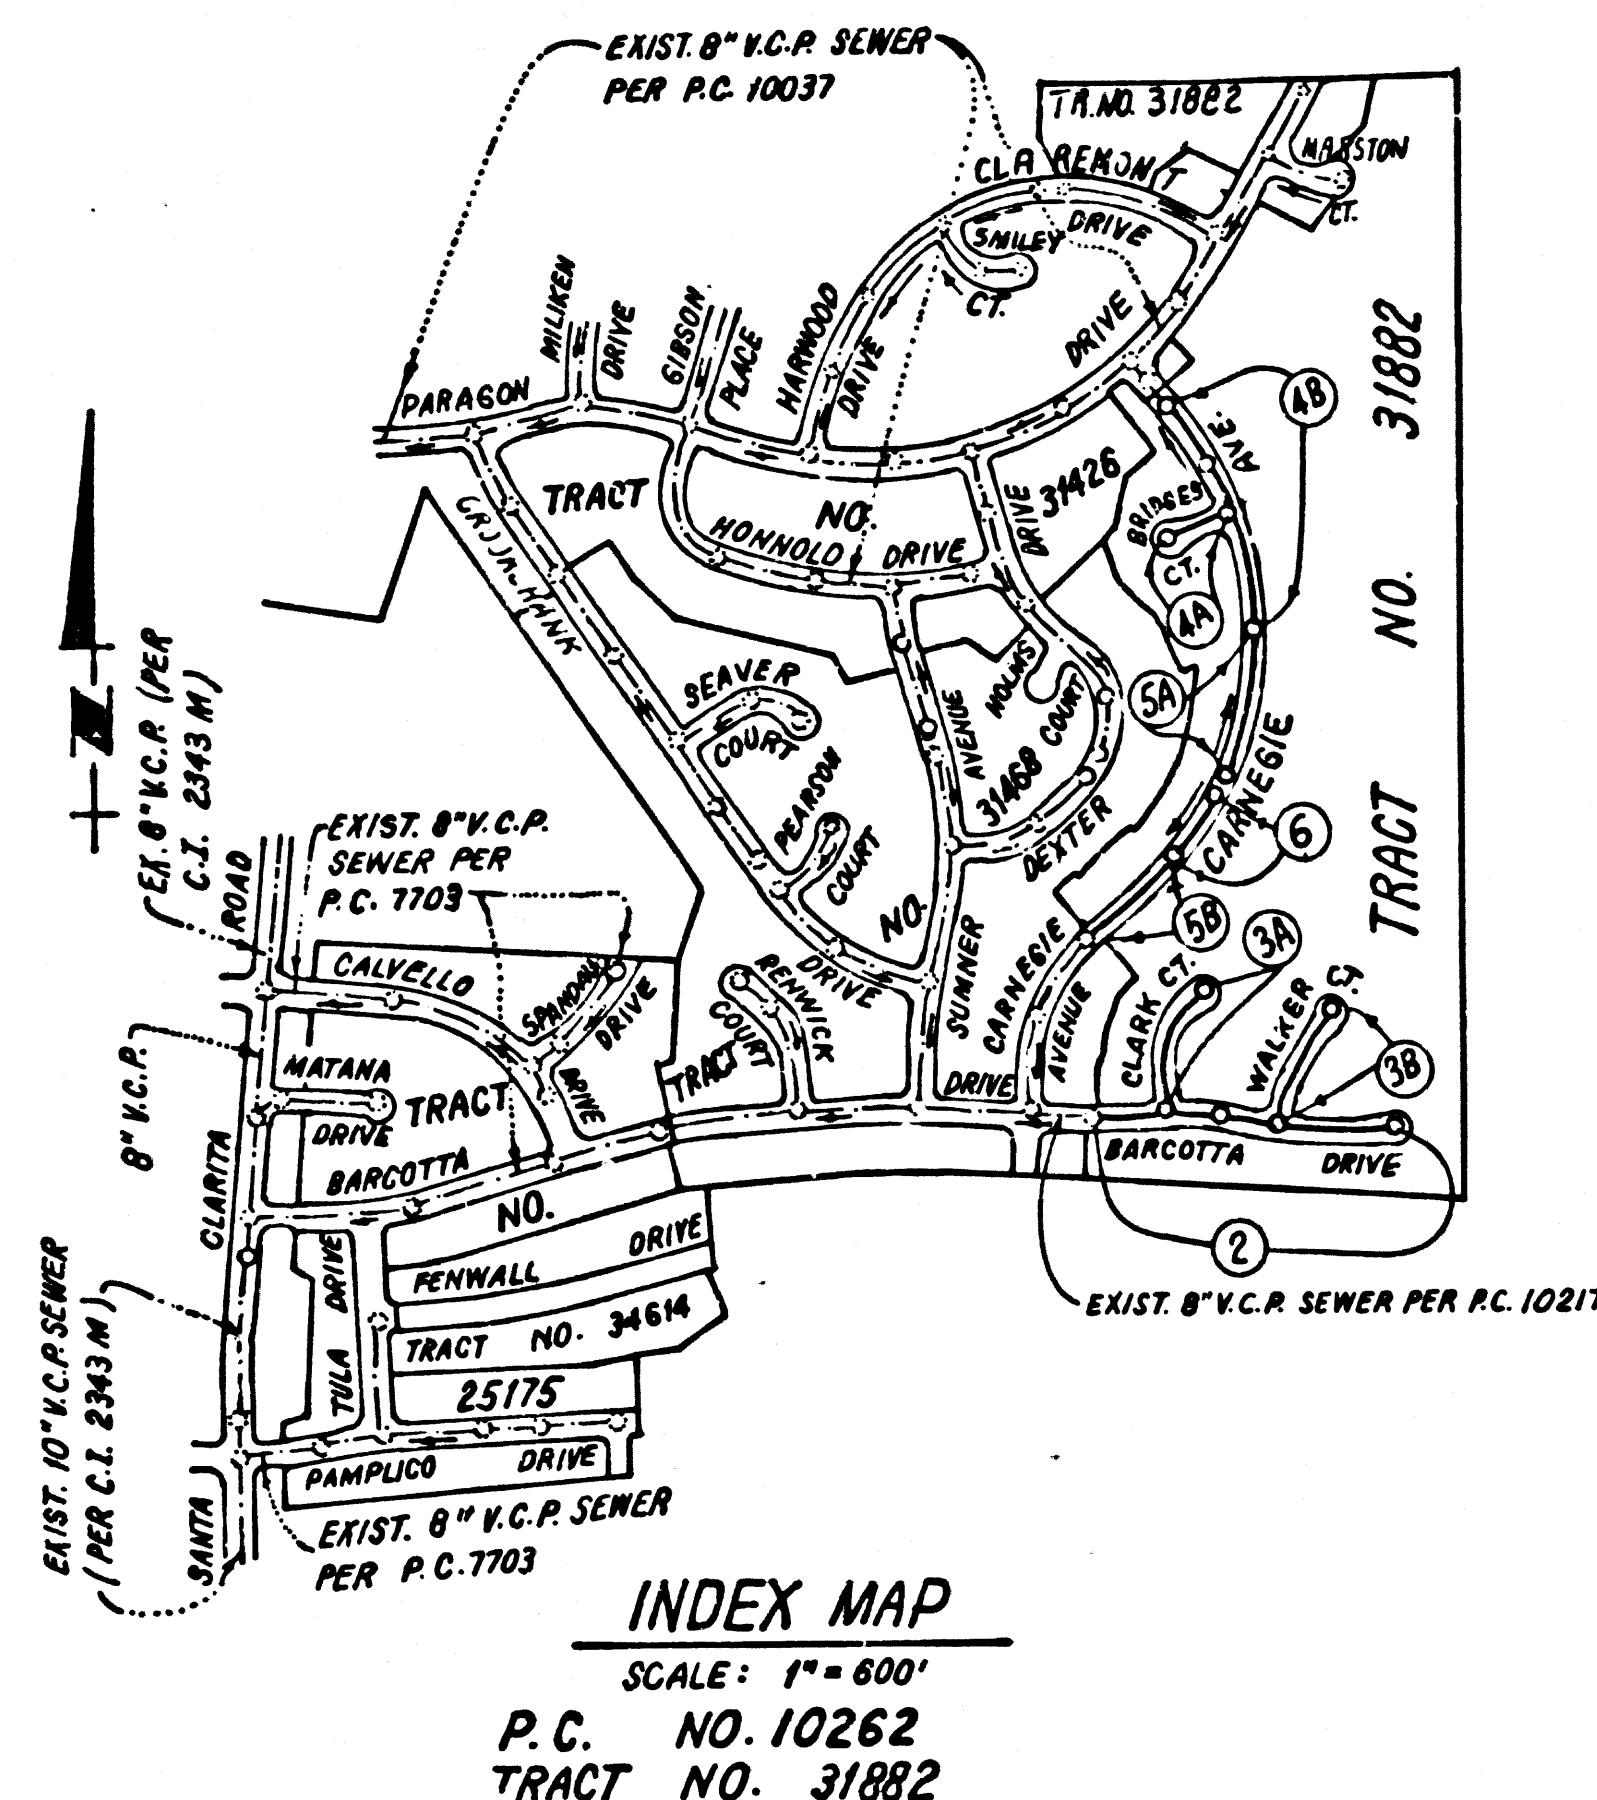 EXIST. 8" V.C.P. SEWER
PER P.C. 10037
TR. NO. 31882
MARSTON
CT.
CLAREMONT
DRIVE
SMILEY
CT.
MILIKEN
DRIVE
GIBSON
PLACE
HARWOOD
DRIVE
DRIVE
PARAGON
31882
NO.
TRACT
4B
AVE.
31426
DRIVE
BRIDGES
CT.
4A
TRACT
NO.
HONNOLD DRIVE
5A
HOLMS
COURT
AVENUE
31468
SEAVER
COURT
PEARSON
COURT
DEXTER
CARNEGIE
6
EX. 8" V.C.P. (PER
C.I. 2343 M)
EXIST. 8" V.C.P.
SEWER PER
P.C. 7703
ROAD
NO.
SUMNER
CARNEGIE
AVENUE
5B
3A
CLARK CT.
WALKER CT.
3B
CALVELLO
DRIVE
DRIVE
RENWICK
COURT
DRIVE
8" V.C.P.
MATANA
DRIVE
TRACT
TRACT
DRIVE
BARCOTTA
BARCOTTA DRIVE
NO.
CLARITA
2
EXIST. 8" V.C.P. SEWER PER P.C. 10217
FENWALL DRIVE
TULA DRIVE
TRACT NO. 34614
25175
EXIST. 10" V.C.P. SEWER
(PER C.I. 2343 M)
PAMPLICO DRIVE
SANTA
EXIST. 8" V.C.P. SEWER
PER P.C. 7703
INDEX MAP
SCALE: 1" = 600'
P.C. NO. 10262
TRACT NO. 31882